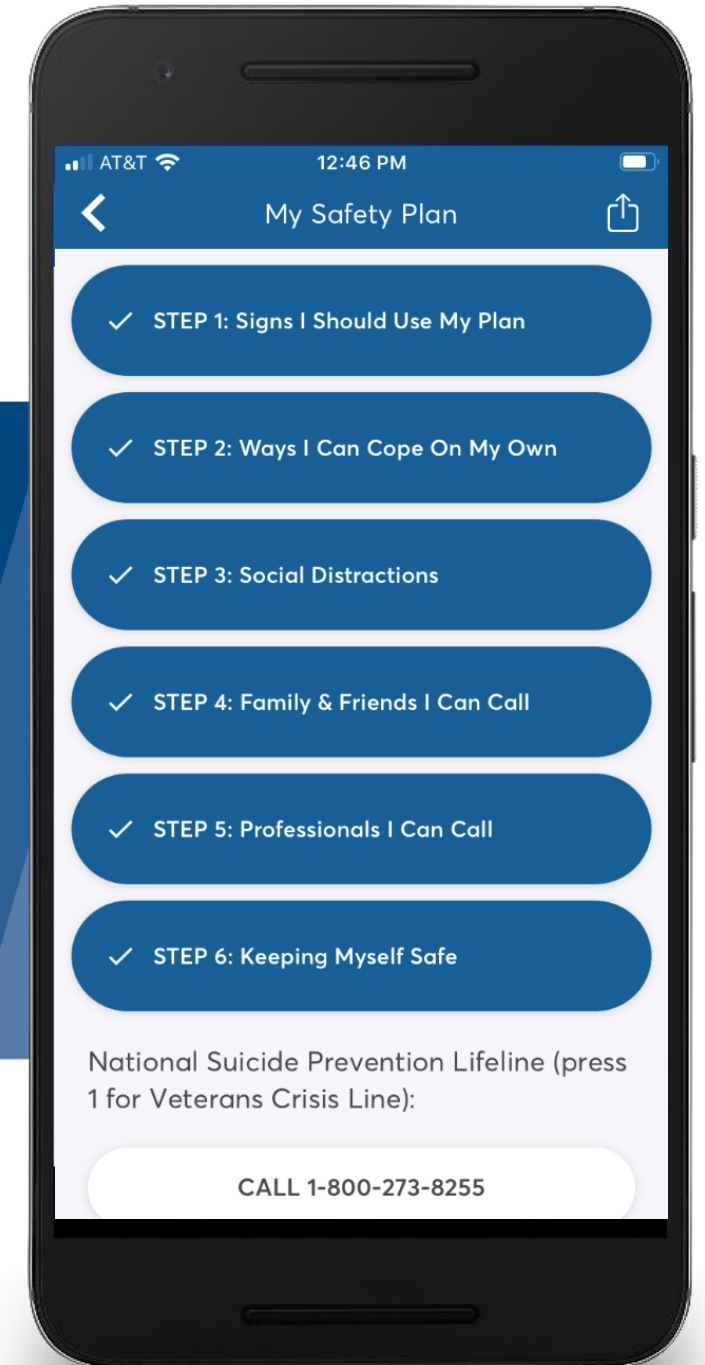 AT&T 12:46 PM
My Safety Plan
STEP 1: Signs I Should Use My Plan
STEP 2: Ways I Can Cope On My Own
STEP 3: Social Distractions
STEP 4: Family & Friends I Can Call
STEP 5: Professionals I Can Call
STEP 6: Keeping Myself Safe
National Suicide Prevention Lifeline (press
1 for Veterans Crisis Line):
CALL 1-800-273-8255